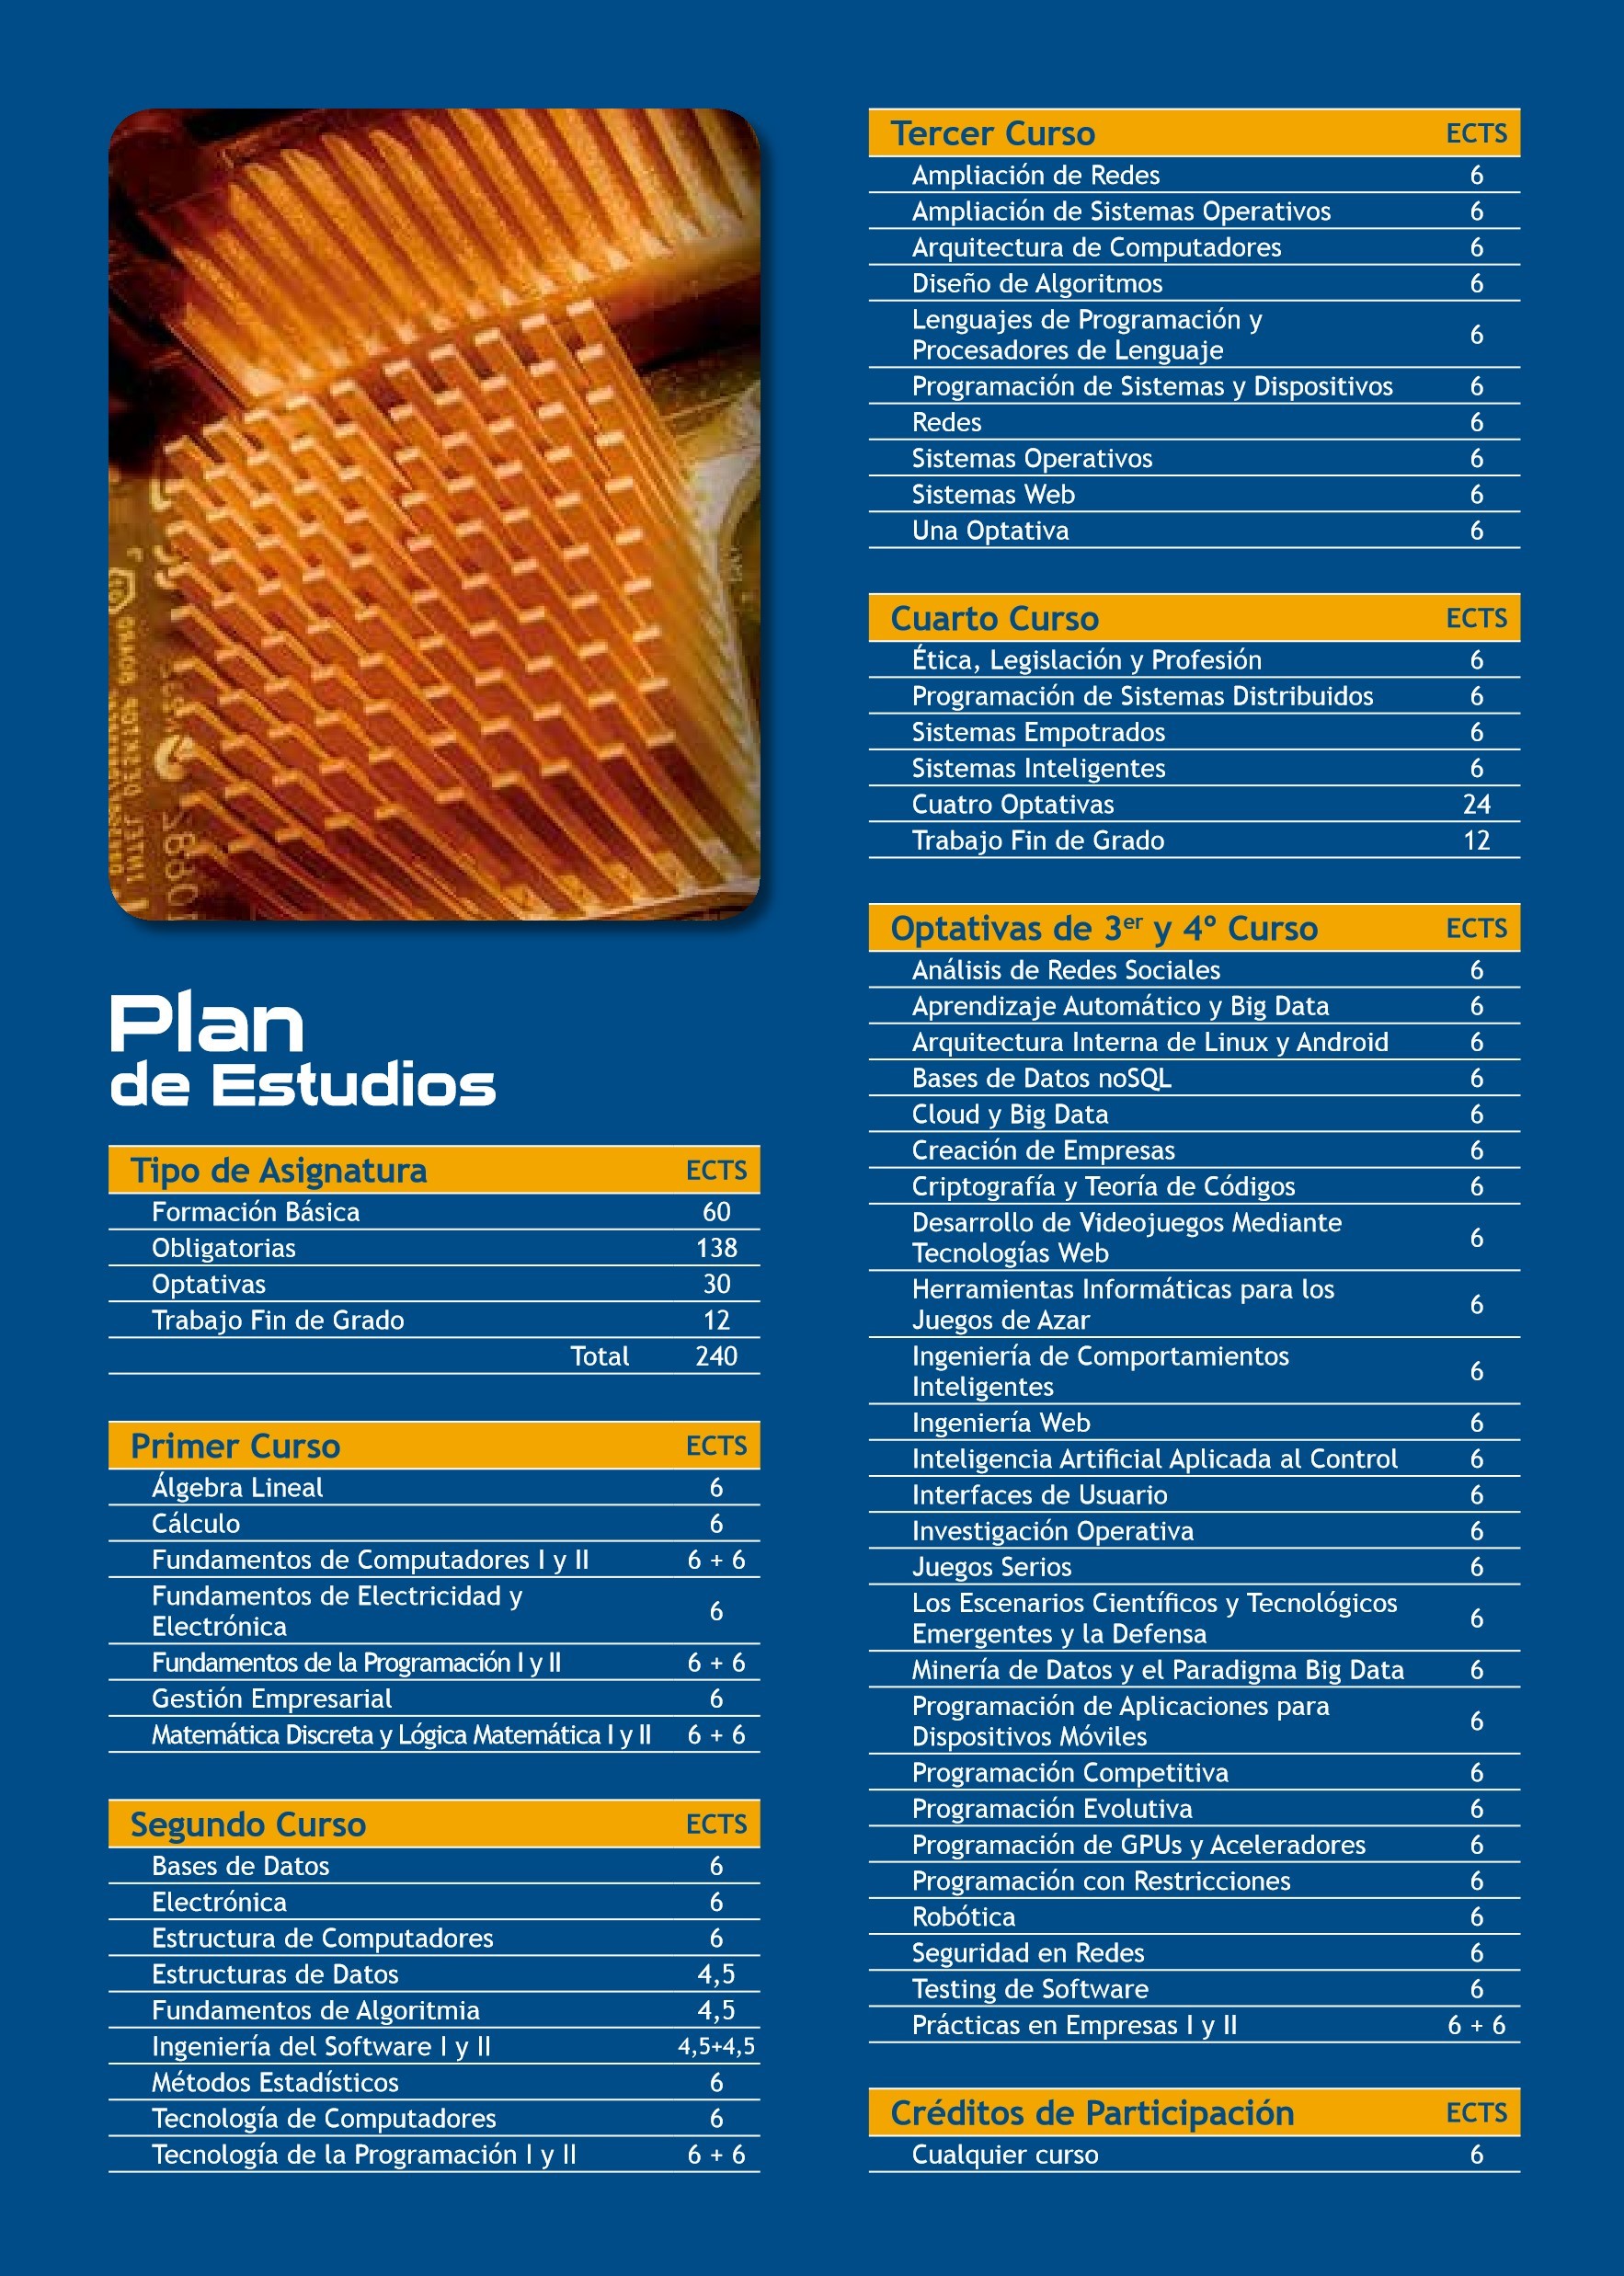 Plan
de Estudios
Tipo de Asignatura ECTS
Formación Básica 60
Obligatorias 138
Optativas 30
Trabajo Fin de Grado 12
Total 240
Primer Curso ECTS
Álgebra Lineal 6
Cálculo 6
Fundamentos de Computadores I y II 6 + 6
Fundamentos de Electricidad y
Electrónica 6
Fundamentos de la Programación I y II 6 + 6
Gestión Empresarial 6
Matemática Discreta y Lógica Matemática I y II 6 + 6
Segundo Curso ECTS
Bases de Datos 6
Electrónica 6
Estructura de Computadores 6
Estructuras de Datos 4,5
Fundamentos de Algoritmia 4,5
Ingeniería del Software I y II 4,5+4,5
Métodos Estadísticos 6
Tecnología de Computadores 6
Tecnología de la Programación I y II 6 + 6
Tercer Curso ECTS
Ampliación de Redes 6
Ampliación de Sistemas Operativos 6
Arquitectura de Computadores 6
Diseño de Algoritmos 6
Lenguajes de Programación y
Procesadores de Lenguaje 6
Programación de Sistemas y Dispositivos 6
Redes 6
Sistemas Operativos 6
Sistemas Web 6
Una Optativa 6
Cuarto Curso ECTS
Ética, Legislación y Profesión 6
Programación de Sistemas Distribuidos 6
Sistemas Empotrados 6
Sistemas Inteligentes 6
Cuatro Optativas 24
Trabajo Fin de Grado 12
Optativas de 3er y 4º Curso ECTS
Análisis de Redes Sociales 6
Aprendizaje Automático y Big Data 6
Arquitectura Interna de Linux y Android 6
Bases de Datos noSQL 6
Cloud y Big Data 6
Creación de Empresas 6
Criptografía y Teoría de Códigos 6
Desarrollo de Videojuegos Mediante
Tecnologías Web 6
Herramientas Informáticas para los
Juegos de Azar 6
Ingeniería de Comportamientos
Inteligentes 6
Ingeniería Web 6
Inteligencia Artificial Aplicada al Control 6
Interfaces de Usuario 6
Investigación Operativa 6
Juegos Serios 6
Los Escenarios Científicos y Tecnológicos
Emergentes y la Defensa 6
Minería de Datos y el Paradigma Big Data 6
Programación de Aplicaciones para
Dispositivos Móviles 6
Programación Competitiva 6
Programación Evolutiva 6
Programación de GPUs y Aceleradores 6
Programación con Restricciones 6
Robótica 6
Seguridad en Redes 6
Testing de Software 6
Prácticas en Empresas I y II 6 + 6
Créditos de Participación ECTS
Cualquier curso 6